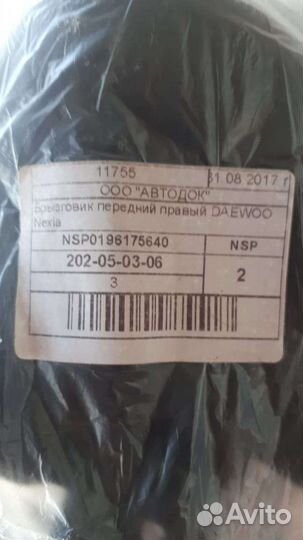 11755 31.08.2017 г.
ООО "АВТОДОК"
Брызговик передний правый DAEWOO
Nexia
NSP0196175640 NSP
202-05-03-06 2
3
Avito